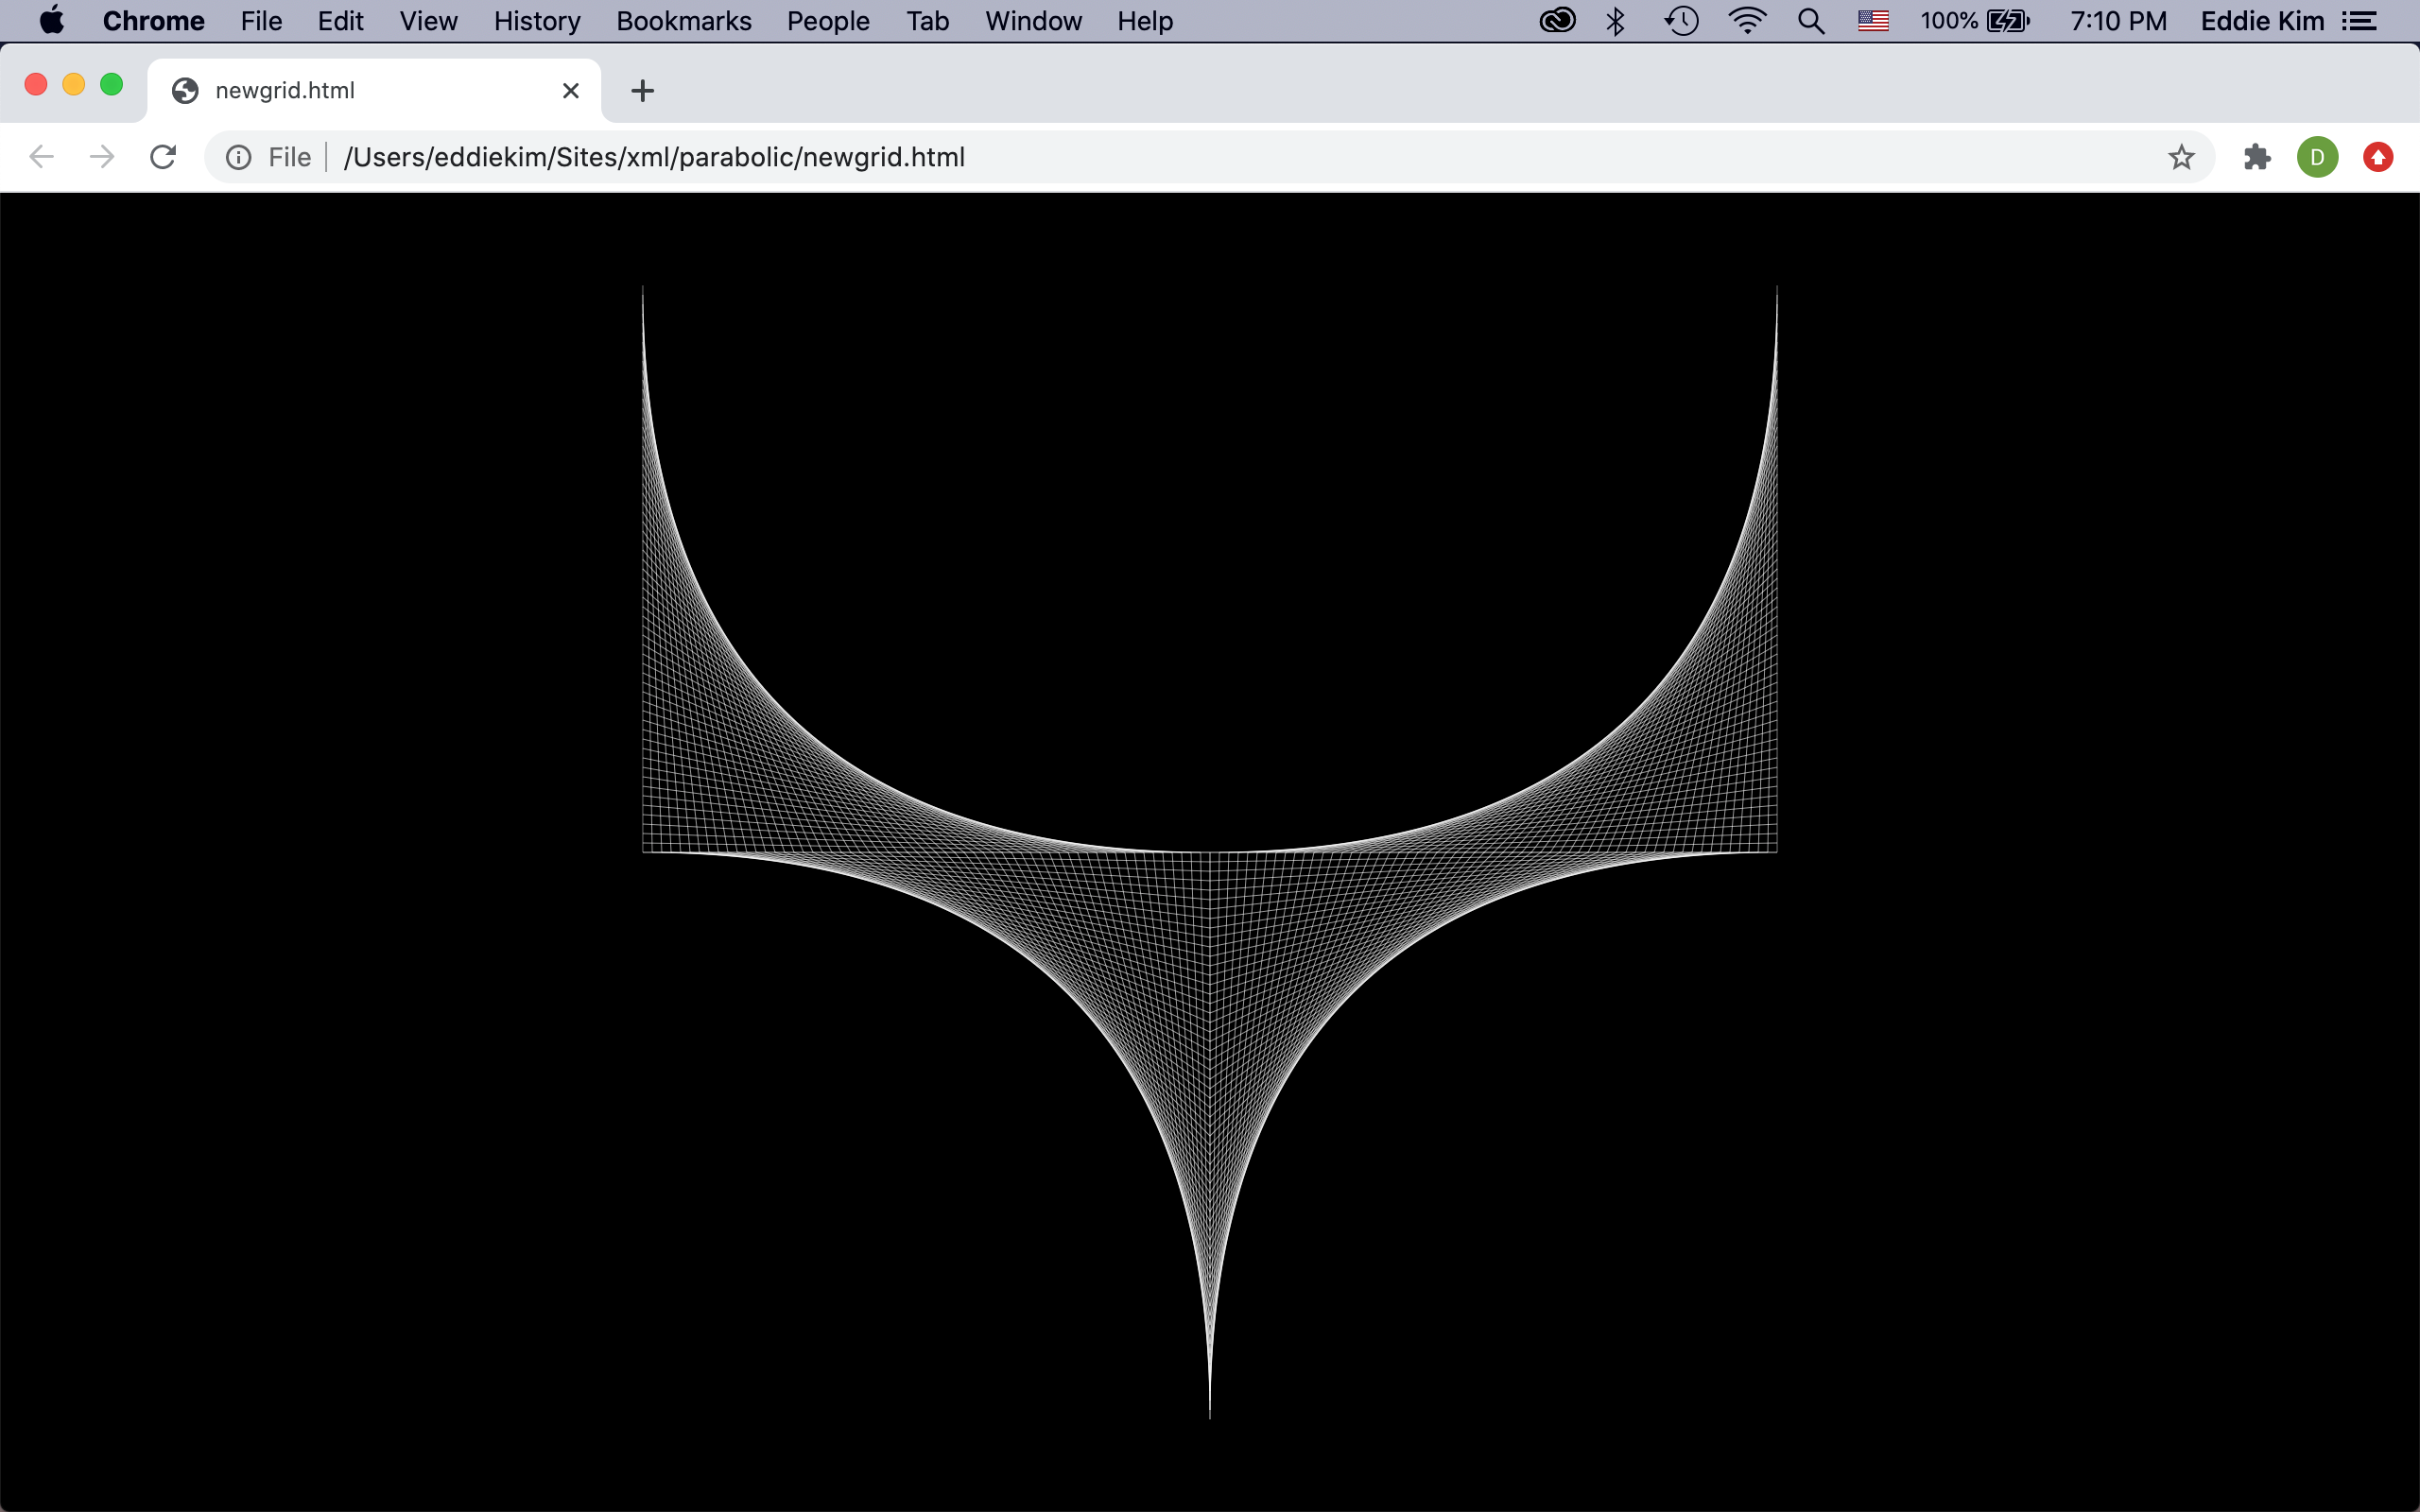 Chrome File Edit View History Bookmarks People Tab Window Help 100% 7:10 PM Eddie Kim
newgrid.html
File /Users/eddiekim/Sites/xml/parabolic/newgrid.html D